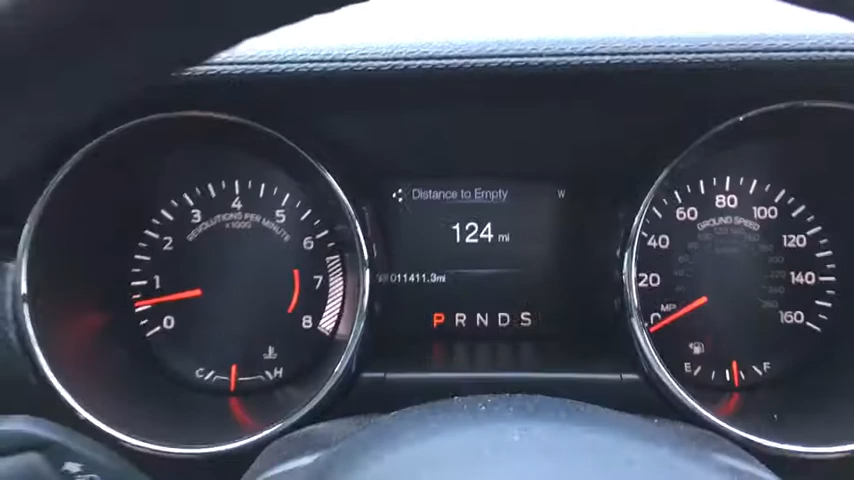 Distance to Empty
W
124 mi
011411.3mi
P R N D S
0 1 2 3 4 5 6 7 8
REVOLUTIONS PER MINUTE
X1000
C H
0 20 40 60 80 100 120 140 160
GROUND SPEED
MPH
E F